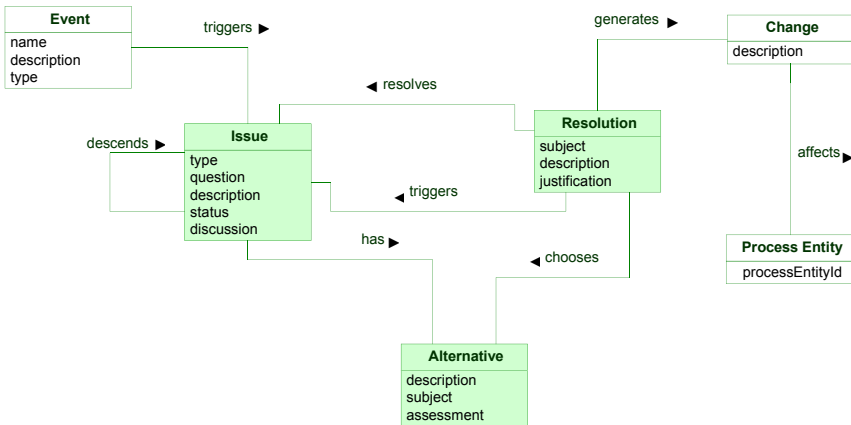 Event
name
description
type
triggers ►
generates ►
Change
description
◄ resolves
descends ►
Issue
type
question
description
status
discussion
Resolution
subject
description
justification
◄ triggers
affects ►
has ►
◄ chooses
Process Entity
processEntityId
Alternative
description
subject
assessment